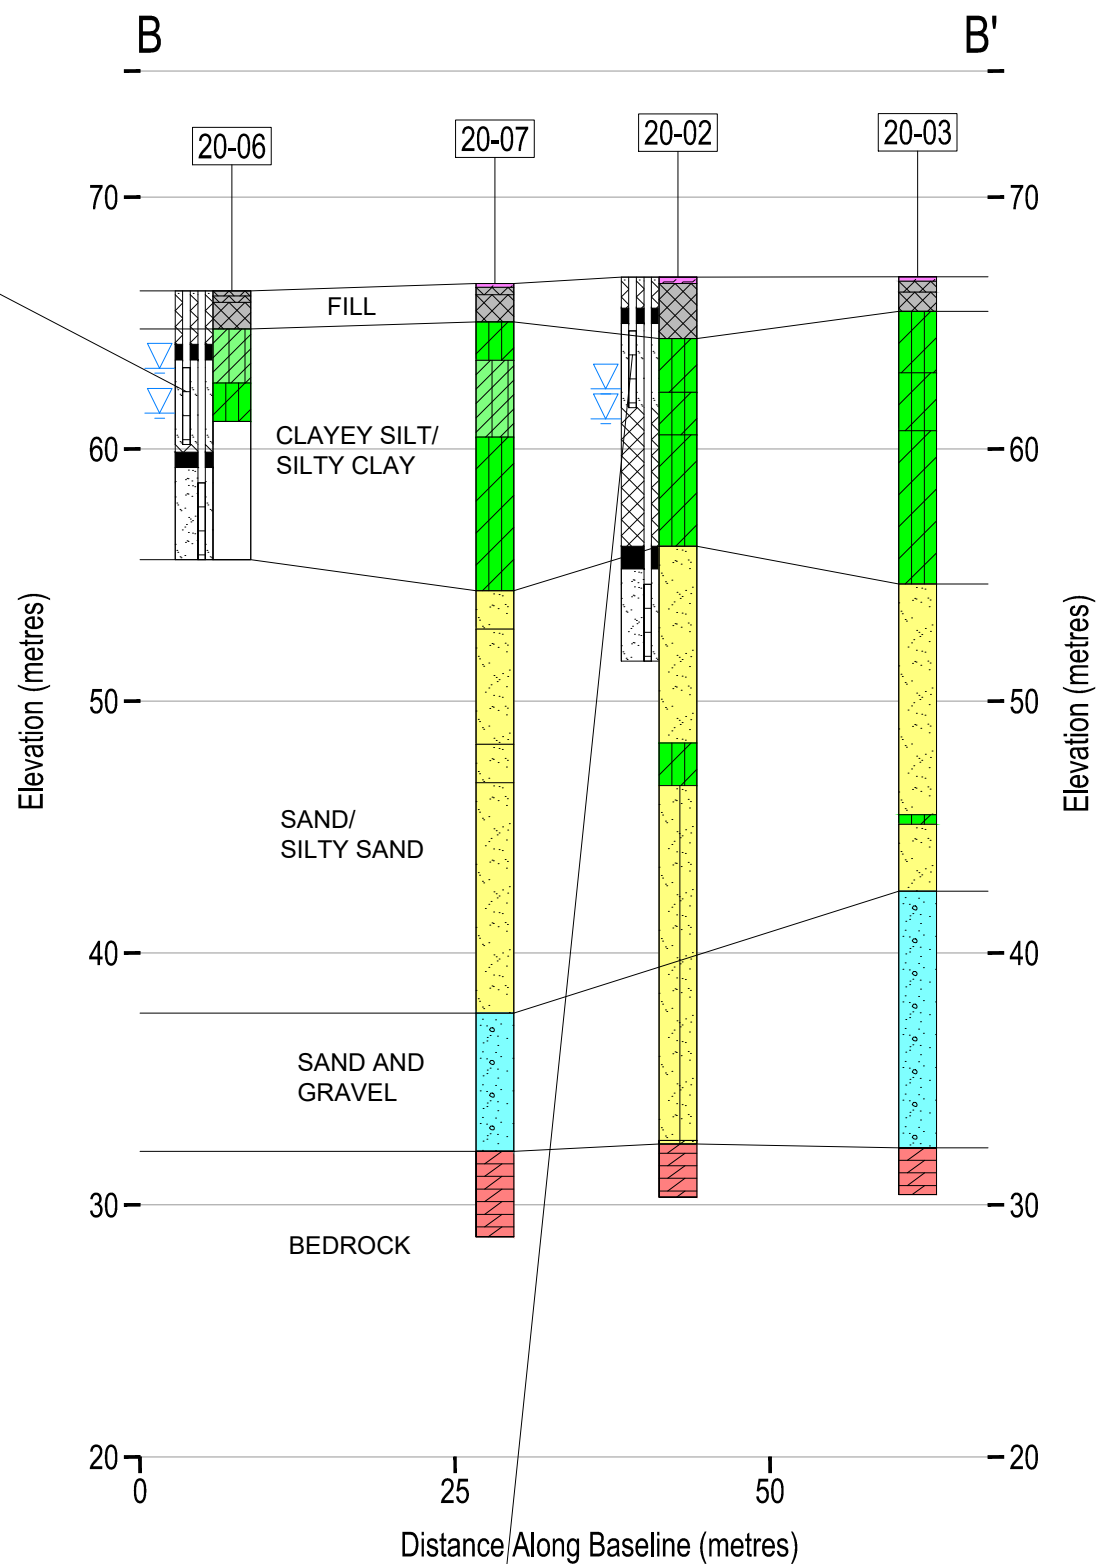 B B'
20-06 20-07 20-02 20-03
70 70
FILL
CLAYEY SILT/
SILTY CLAY
60 60
Elevation (metres) Elevation (metres)
50 50
SAND/
SILTY SAND
40 40
SAND AND
GRAVEL
30 30
BEDROCK
20 20
0 25 50
Distance Along Baseline (metres)